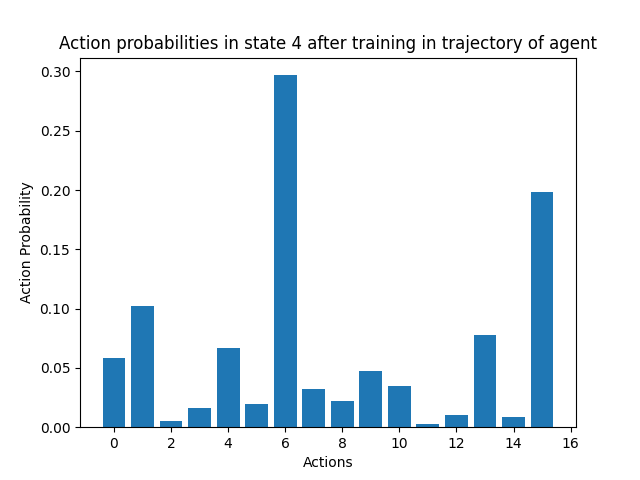 Action probabilities in state 4 after training in trajectory of agent
0.30
0.25
0.20
0.15
0.10
0.05
0.00
Action Probability
0 2 4 6 8 10 12 14 16
Actions